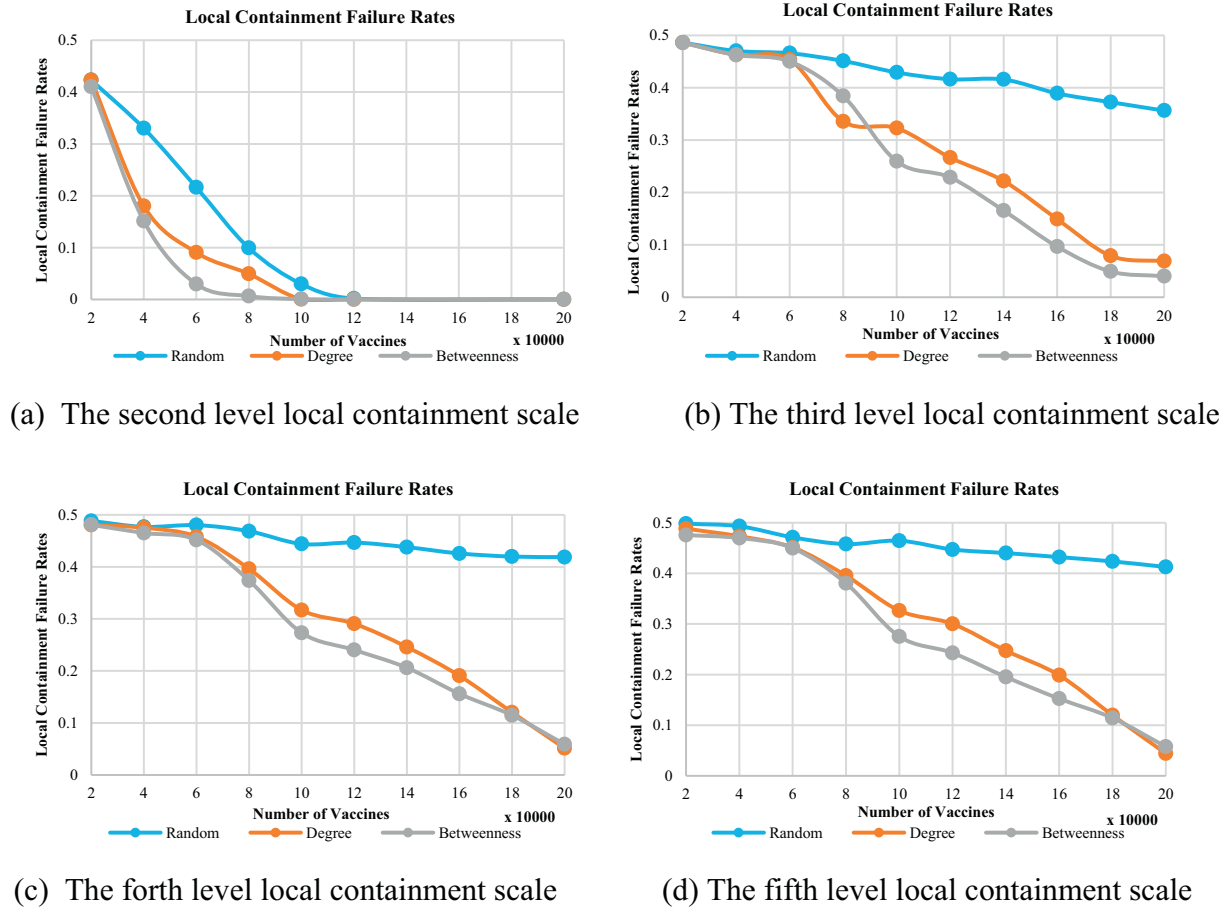 Local Containment Failure Rates
Local Containment Failure Rates
0.5
0.4
0.3
0.2
0.1
0
2 4 6 8 10 12 14 16 18 20
Number of Vaccines x 10000
Random Degree Betweenness
(a) The second level local containment scale
Local Containment Failure Rates
Local Containment Failure Rates
0.5
0.4
0.3
0.2
0.1
0
2 4 6 8 10 12 14 16 18 20
Number of Vaccines
x 10000
Random Degree Betweenness
(b) The third level local containment scale
Local Containment Failure Rates
Local Containment Failure Rates
0.5
0.4
0.3
0.2
0.1
0
2 4 6 8 10 12 14 16 18 20
Number of Vaccines
x 10000
Random Degree Betweenness
(c) The forth level local containment scale
Local Containment Failure Rates
Local Containment Failure Rates
0.5
0.4
0.3
0.2
0.1
0
2 4 6 8 10 12 14 16 18 20
Number of Vaccines
x 10000
Random Degree Betweenness
(d) The fifth level local containment scale